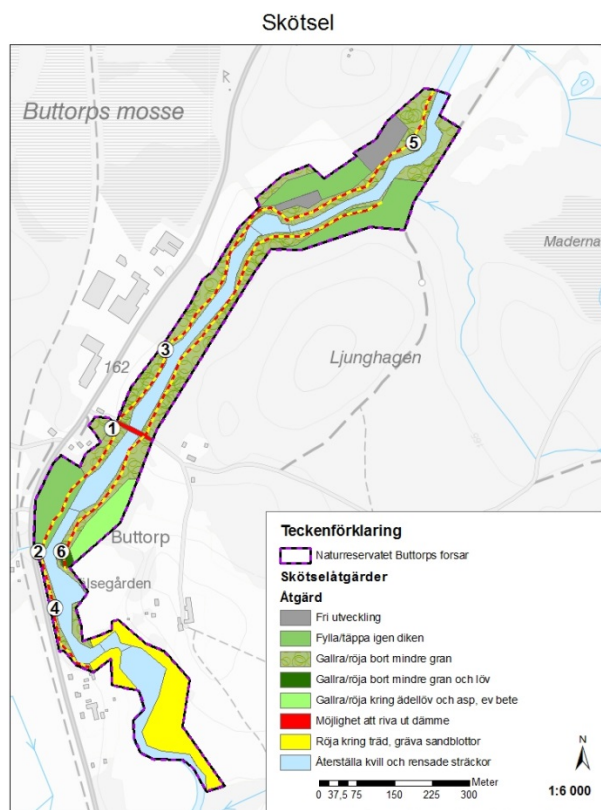 Skötsel
Buttorps mosse
5
Maderna
3
Ljunghagen
162
1
Buttorp
2
6
ilsegården
4
Teckenförklaring
Naturreservatet Buttorps forsar
Skötselåtgärder
Åtgärd
Fri utveckling
Fylla/täppa igen diken
Gallra/röja bort mindre gran
Gallra/röja bort mindre gran och löv
Gallra/röja kring ädellöv och asp, ev bete
Möjlighet att riva ut dämme
Röja kring träd, gräva sandblottor
Återställa kvill och rensade sträckor
N
Meter
0 37,5 75 150 225 300
1:6 000